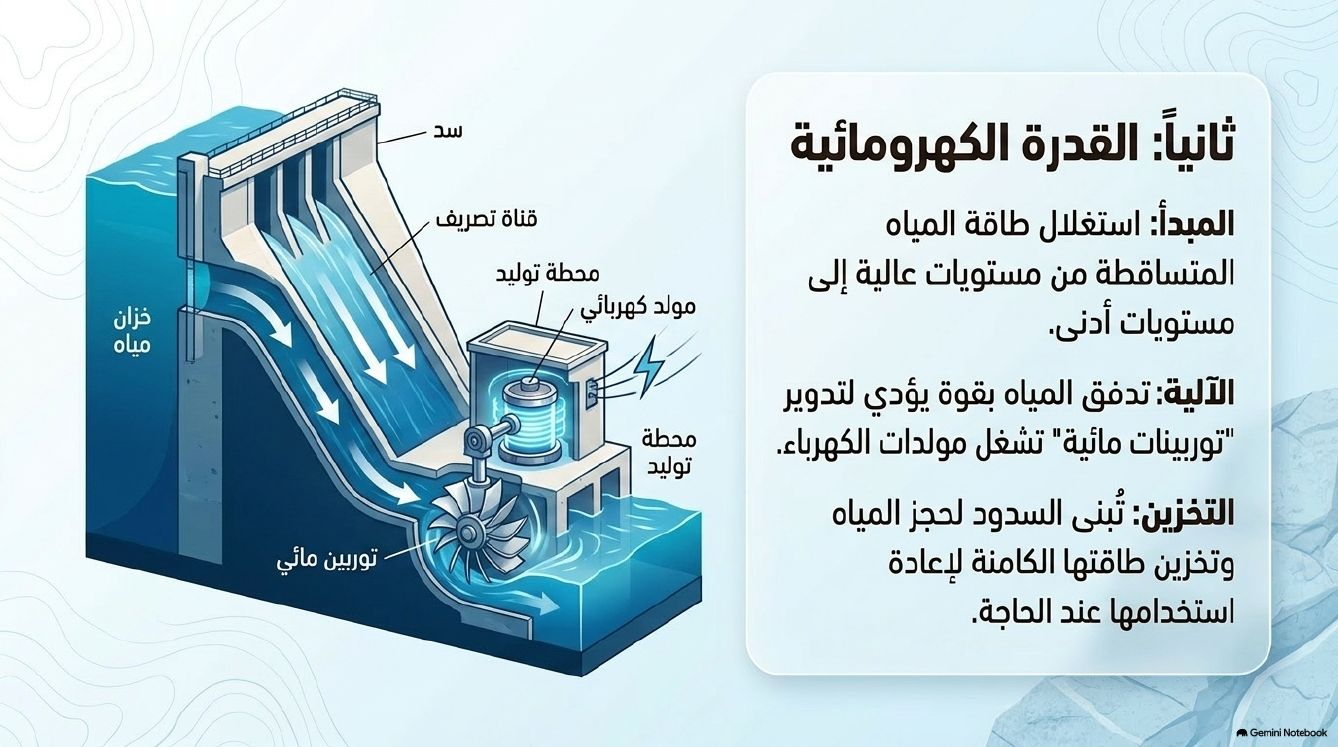 ثانياً: القدرة الكهرومائية
المبدأ: استغلال طاقة المياه
المتساقطة من مستويات عالية إلى
مستويات أدنى.
الآلية: تدفق المياه بقوة يؤدي لتدوير
"توربينات مائية" تشغل مولدات الكهرباء.
التخزين: تُبنى السدود لحجز المياه
وتخزين طاقتها الكامنة لإعادة
استخدامها عند الحاجة.
سد
قناة تصريف
محطة توليد
مولد كهربائي
خزان
مياه
محطة
توليد
توربين مائي
Gemini Notebook